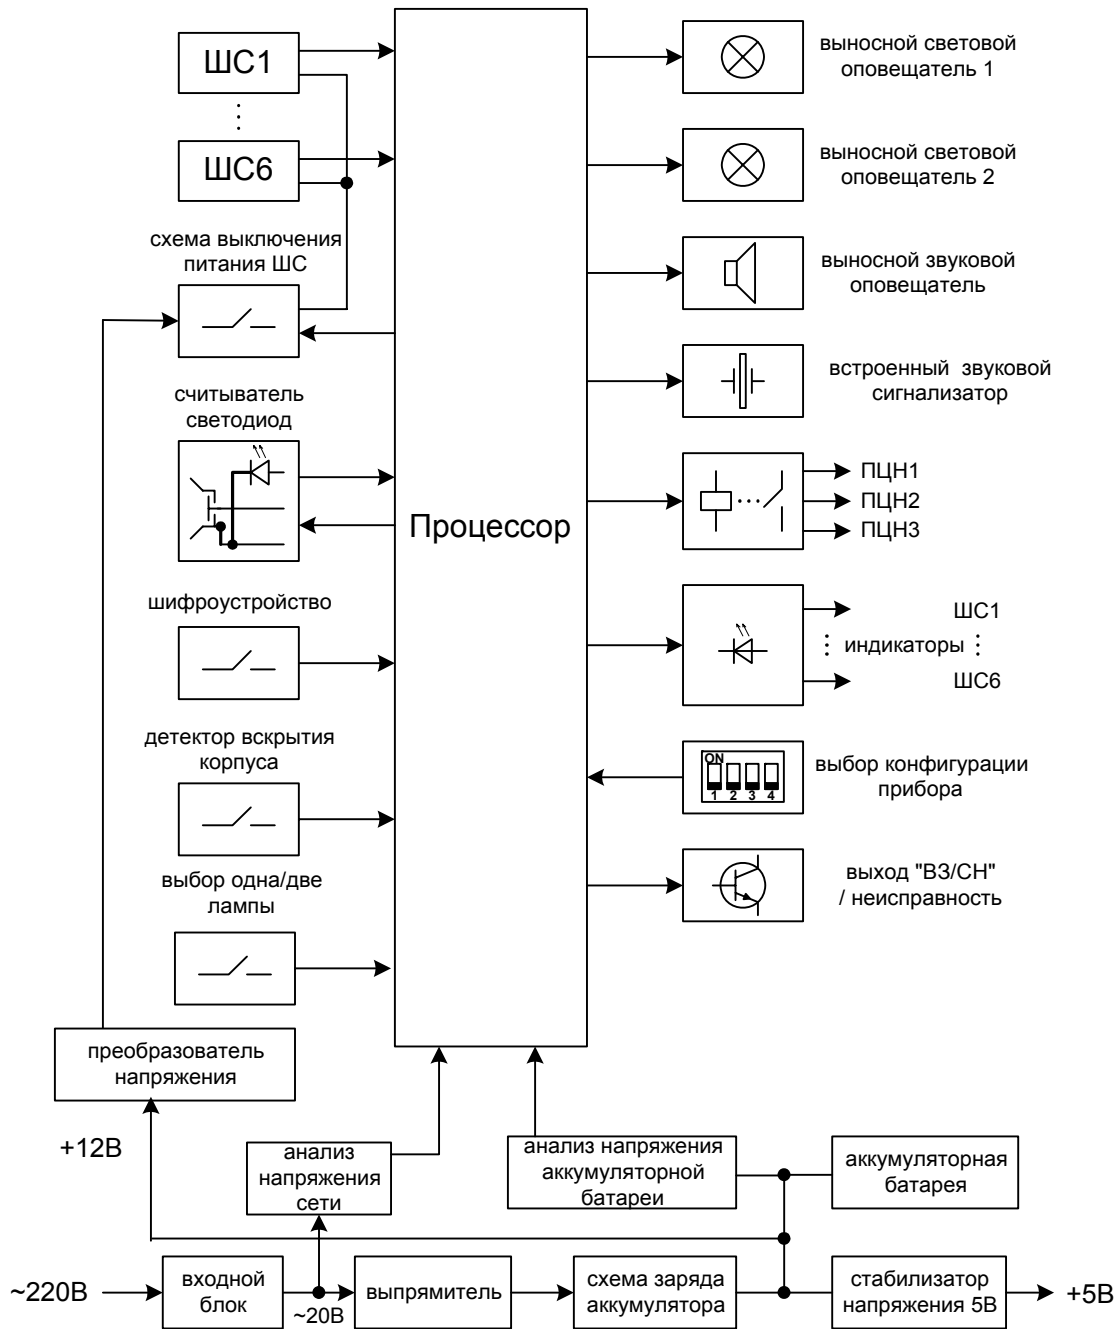 ШС1
выносной световой
оповещатель 1
ШС6
выносной световой
оповещатель 2
схема выключения
питания ШС
выносной звуковой
оповещатель
считыватель
светодиод
встроенный звуковой
сигнализатор
Процессор
ПЦН1
ПЦН2
ПЦН3
шифроустройство
ШС1
индикаторы
ШС6
детектор вскрытия
корпуса
ON
1 2 3 4
выбор конфигурации
прибора
выбор одна/две
лампы
выход "ВЗ/СН"
/ неисправность
преобразователь
напряжения
+12В
анализ
напряжения
сети
анализ напряжения
аккумуляторной
батареи
аккумуляторная
батарея
~220В
входной
блок
~20В
выпрямитель
схема заряда
аккумулятора
стабилизатор
напряжения 5В
+5В